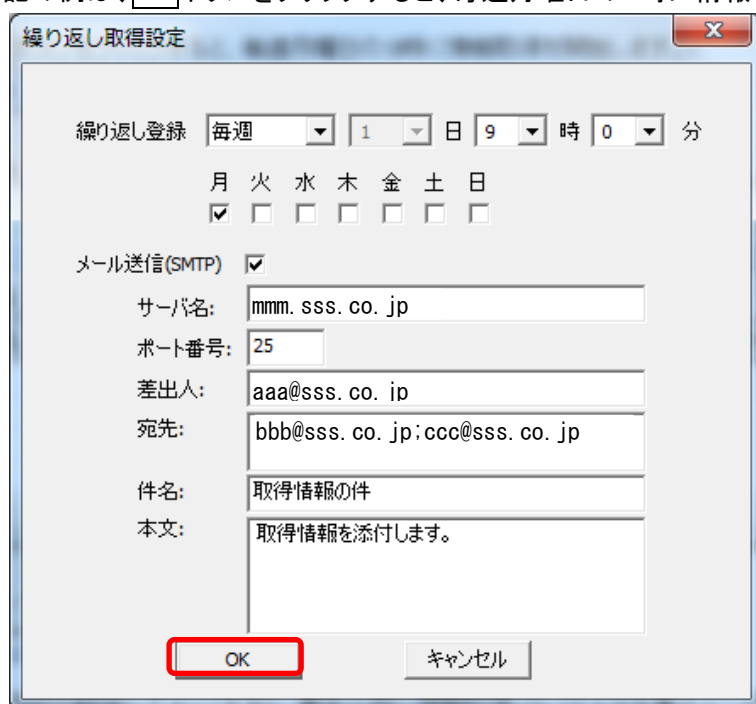 繰り返し取得設定
繰り返し登録 毎週 1 日 9 時 0 分
月 火 水 木 金 土 日
メール送信(SMTP)
サーバ名: mmm.sss.co.jp
ポート番号: 25
差出人: aaa@sss.co.jp
宛先: bbb@sss.co.jp;ccc@sss.co.jp
件名: 取得情報の件
本文: 取得情報を添付します。
OK キャンセル